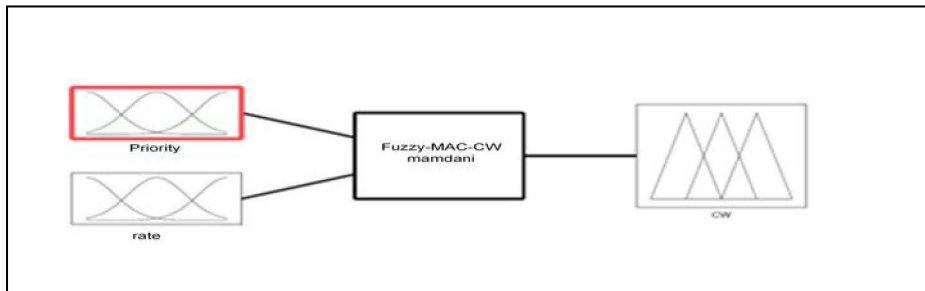 Priority
Fuzzy-MAC-CW
mamdani
CW
rate